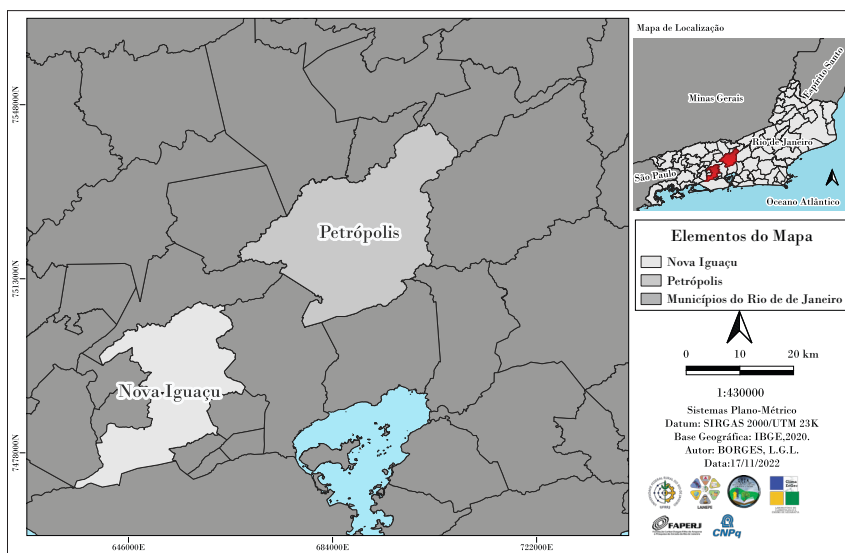 7548000N
7513000N
7478000N
646000E
684000E
722000E
Petrópolis
Nova Iguaçu
Mapa de Localização
Espírito Santo
Minas Gerais
Rio de Janeiro
São Paulo
Oceano Atlântico
Elementos do Mapa
Nova Iguaçu
Petrópolis
Municípios do Rio de de Janeiro
0 10 20 km
1:430000
Sistemas Plano-Métrico
Datum: SIRGAS 2000/UTM 23K
Base Geográfica: IBGE,2020.
Autor: BORGES, L.G.L.
Data:17/11/2022
FAPERJ
CNPq